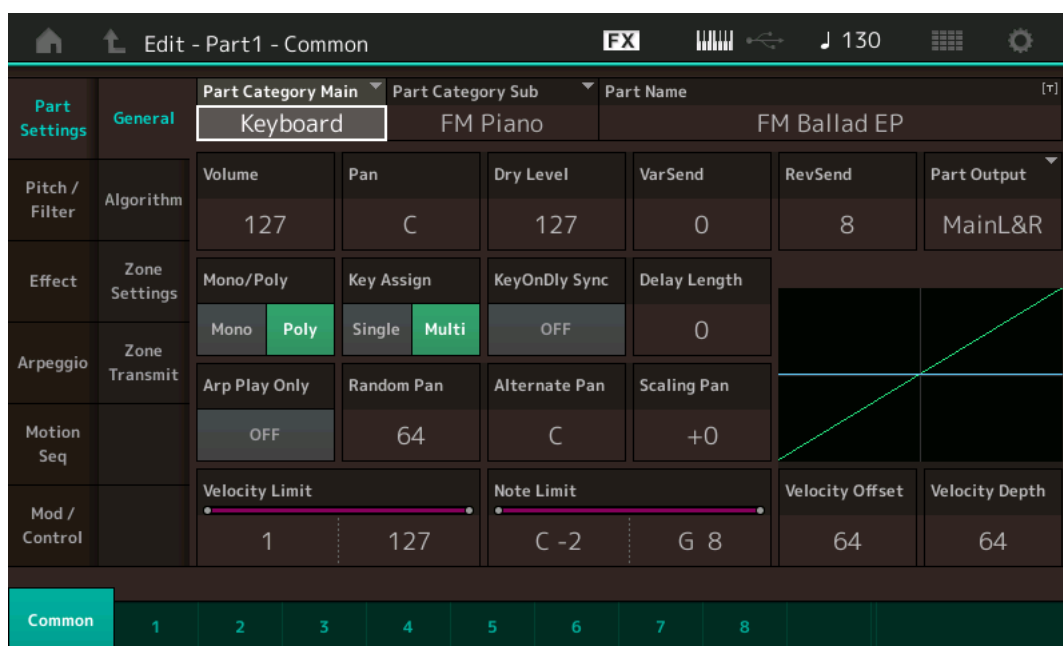 Edit - Part1 - Common FX ♩ 130
Part Settings
Pitch / Filter
Effect
Arpeggio
Motion Seq
Mod / Control
General
Algorithm
Zone Settings
Zone Transmit
Part Category Main Part Category Sub Part Name [T]
Keyboard FM Piano FM Ballad EP
Volume Pan Dry Level VarSend RevSend Part Output
127 C 127 0 8 MainL&R
Mono/Poly Key Assign KeyOnDly Sync Delay Length
Mono Poly Single Multi OFF 0
Arp Play Only Random Pan Alternate Pan Scaling Pan
OFF 64 C +0
Velocity Limit Note Limit Velocity Offset Velocity Depth
1 127 C -2 G 8 64 64
Common 1 2 3 4 5 6 7 8